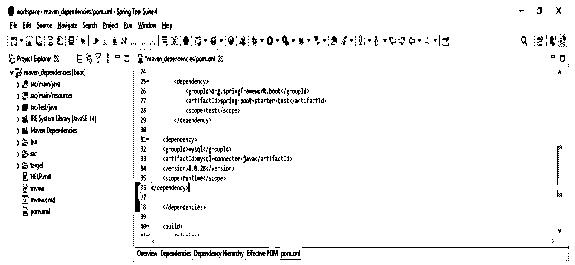 workspace - maven_dependencies/pom.xml - Spring Tool Suite 4
File Edit Source Navigate Search Project Run Window Help
Project Explorer
*maven_dependencies/pom.xml
maven_dependencies [boot]
src/main/java
src/main/resources
src/test/java
JRE System Library [JavaSE-14]
Maven Dependencies
src
target
HELP.md
mvnw
mvnw.cmd
pom.xml
24
25 <dependency>
26 <groupId>org.springframework.boot</groupId>
27 <artifactId>spring-boot-starter-test</artifactId>
28 <scope>test</scope>
29 </dependency>
30
31 <dependency>
32 <groupId>mysql</groupId>
33 <artifactId>mysql-connector-java</artifactId>
34 <version>8.0.28</version>
35 <scope>runtime</scope>
36 </dependency>
37
38 </dependencies>
39
40 <build>
Overview Dependencies Dependency Hierarchy Effective POM pom.xml